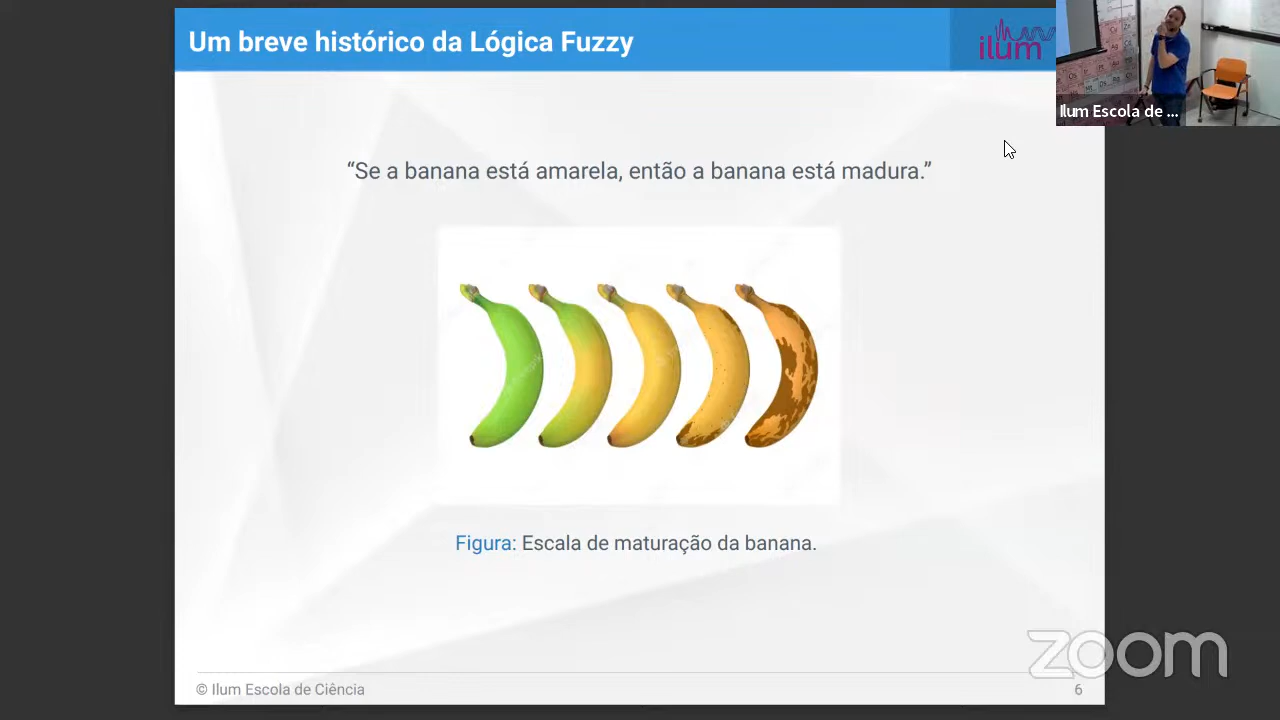 Um breve histórico da Lógica Fuzzy
ilum
Ilum Escola de ...
“Se a banana está amarela, então a banana está madura.”
Figura: Escala de maturação da banana.
zoom
© Ilum Escola de Ciência
6